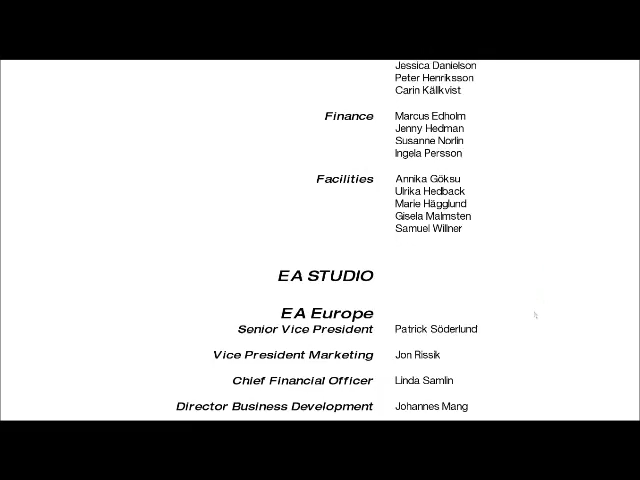 Jessica Danielson
Peter Henriksson
Carin Källkvist
Finance Marcus Edholm
Jenny Hedman
Susanne Norlin
Ingela Persson
Facilities Annika Göksu
Ulrika Hedback
Marie Hägglund
Gisela Malmsten
Samuel Willner
EA STUDIO
EA Europe
Senior Vice President Patrick Söderlund
Vice President Marketing Jon Rissik
Chief Financial Officer Linda Samlin
Director Business Development Johannes Mang